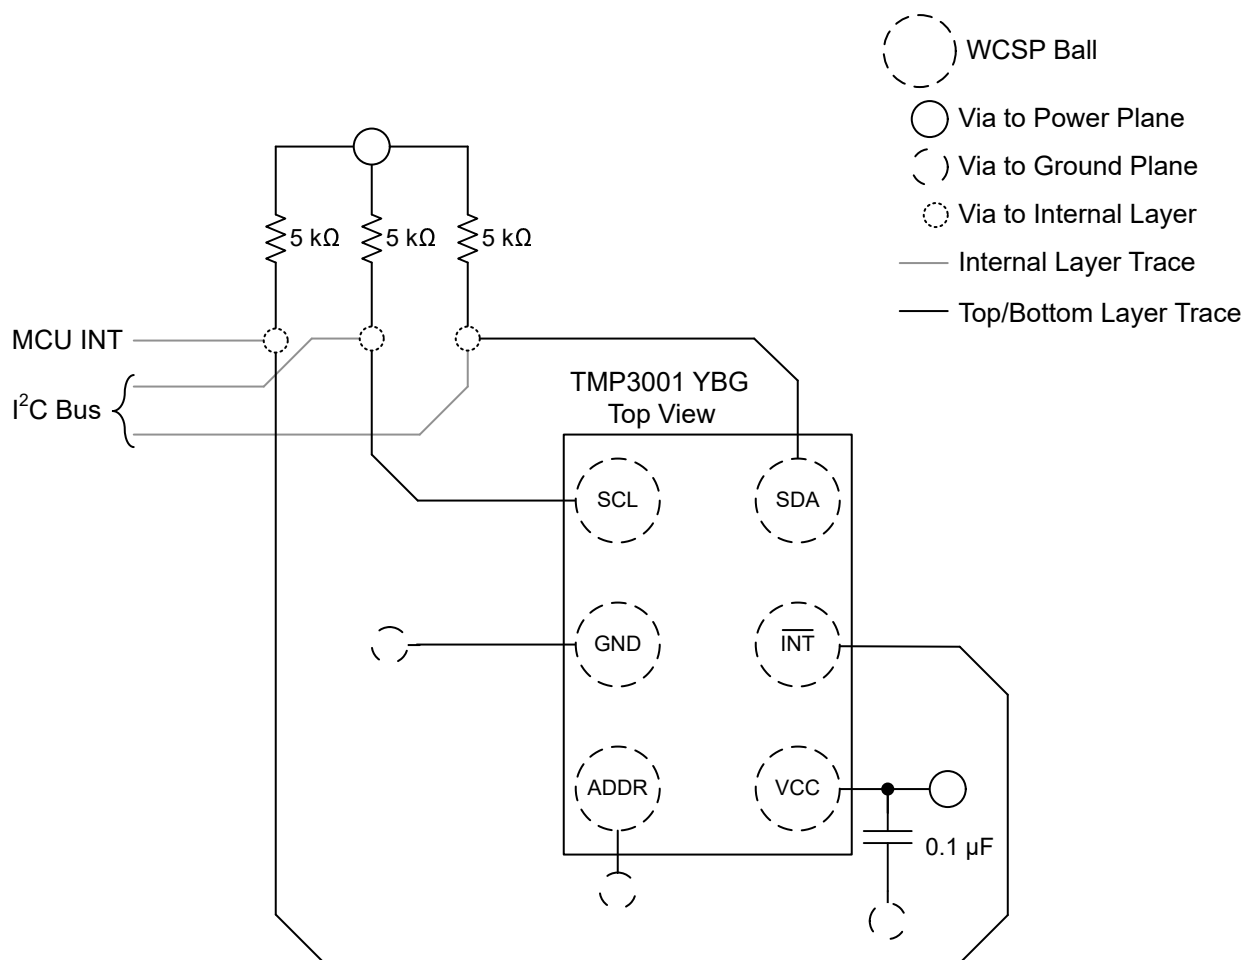 WCSP Ball
Via to Power Plane
Via to Ground Plane
Via to Internal Layer
Internal Layer Trace
Top/Bottom Layer Trace
5 kΩ 5 kΩ 5 kΩ
MCU INT
I²C Bus
TMP3001 YBG
Top View
SCL SDA
GND INT
ADDR VCC
0.1 µF